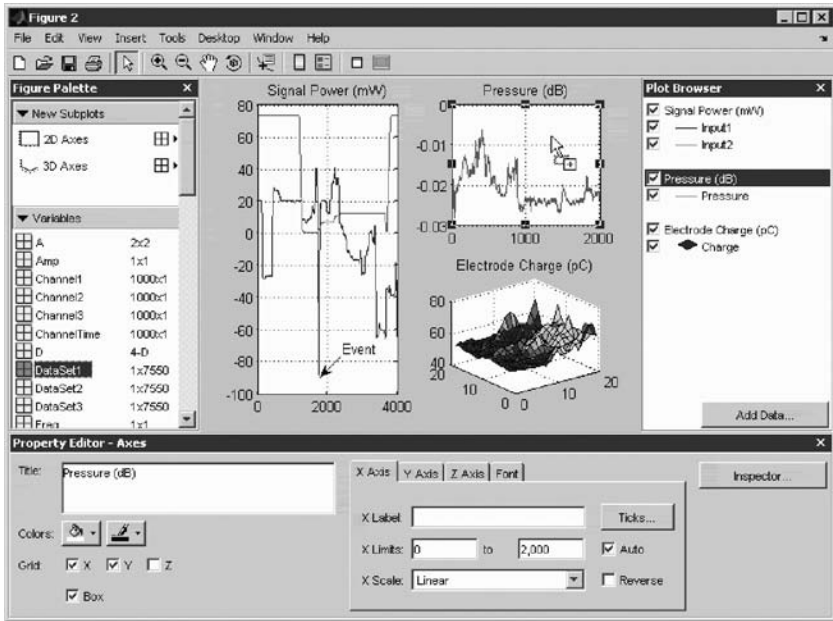 Figure 2
File Edit View Insert Tools Desktop Window Help
Figure Palette
New Subplots
2D Axes
3D Axes
Variables
A 2x2
Amp 1x1
Channel1 1000x1
Channel2 1000x1
Channel3 1000x1
ChannelTime 1000x1
D 4-D
DataSet1 1x7550
DataSet2 1x7550
DataSet3 1x7550
Freq 1x1
Signal Power (mW)
80
60
40
20
0
-20
-40
-60
-80
-100
0 2000 4000
Event
Pressure (dB)
0
-0.01
-0.02
-0.03
0 1000 2000
Electrode Charge (pC)
80
60
40
20
10
0 0
10
20
Plot Browser
Signal Power (mW)
Input1
Input2
Pressure (dB)
Pressure
Electrode Charge (pC)
Charge
Add Data...
Property Editor - Axes
Title: Pressure (dB)
Colors:
Grid: X Y Z
Box
X Axis Y Axis Z Axis Font
X Label: Ticks...
X Limits: 0 to 2,000 Auto
X Scale: Linear Reverse
Inspector...